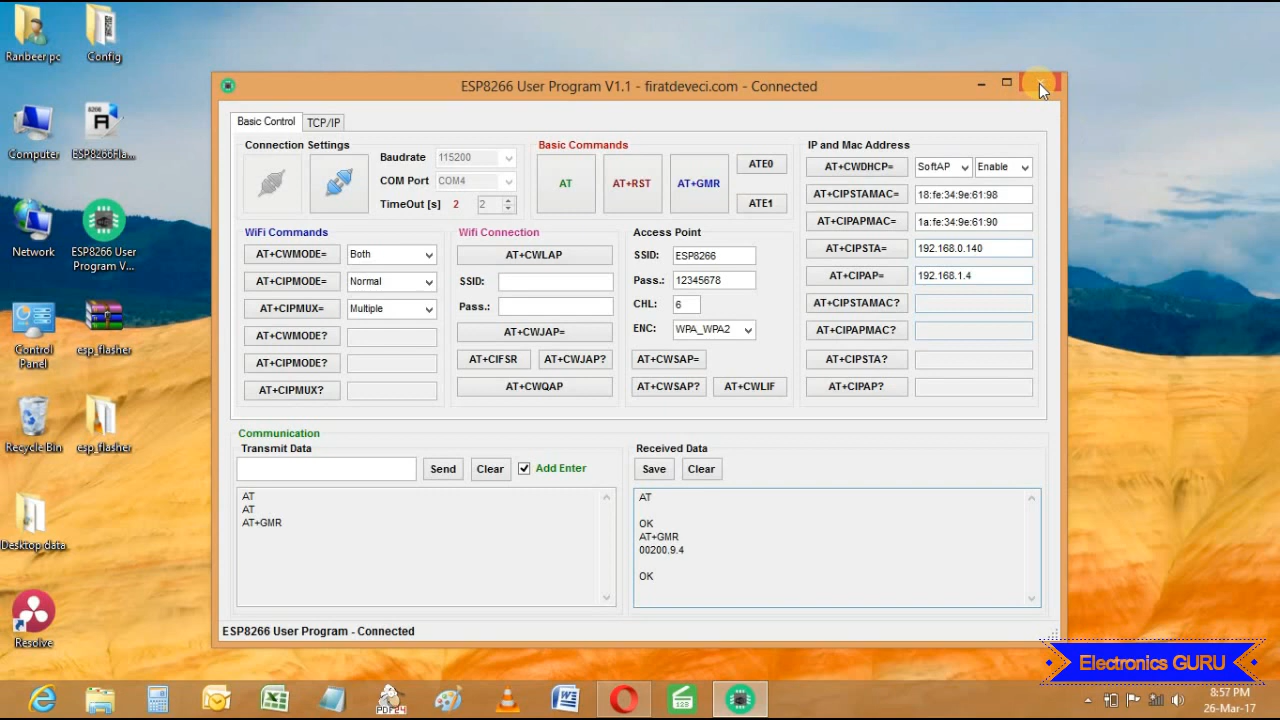 Ranbeer pc
Config
Computer
ESP8266Fla...
Network
ESP8266 User
Program V...
Control
Panel
esp_flasher
Recycle Bin
esp_flasher
Desktop data
Resolve
ESP8266 User Program V1.1 - firatdeveci.com - Connected
Basic Control
TCP/IP
Connection Settings
Baudrate
115200
COM Port
COM4
TimeOut [s]
2
2
Basic Commands
AT
AT+RST
AT+GMR
ATE0
ATE1
WiFi Commands
AT+CWMODE=
Both
AT+CIPMODE=
Normal
AT+CIPMUX=
Multiple
AT+CWMODE?
AT+CIPMODE?
AT+CIPMUX?
Wifi Connection
AT+CWLAP
SSID:
Pass.:
AT+CWJAP=
AT+CIFSR
AT+CWJAP?
AT+CWQAP
Access Point
SSID:
ESP8266
Pass.:
12345678
CHL:
6
ENC:
WPA_WPA2
AT+CWSAP=
AT+CWSAP?
AT+CWLIF
IP and Mac Address
AT+CWDHCP=
SoftAP
Enable
AT+CIPSTAMAC=
18:fe:34:9e:61:98
AT+CIPAPMAC=
1a:fe:34:9e:61:90
AT+CIPSTA=
192.168.0.140
AT+CIPAP=
192.168.1.4
AT+CIPSTAMAC?
AT+CIPAPMAC?
AT+CIPSTA?
AT+CIPAP?
Communication
Transmit Data
Send
Clear
Add Enter
AT
AT
AT+GMR
Received Data
Save
Clear
AT
OK
AT+GMR
00200.9.4
OK
ESP8266 User Program - Connected
Electronics GURU
PDF24
123
8:57 PM
26-Mar-17